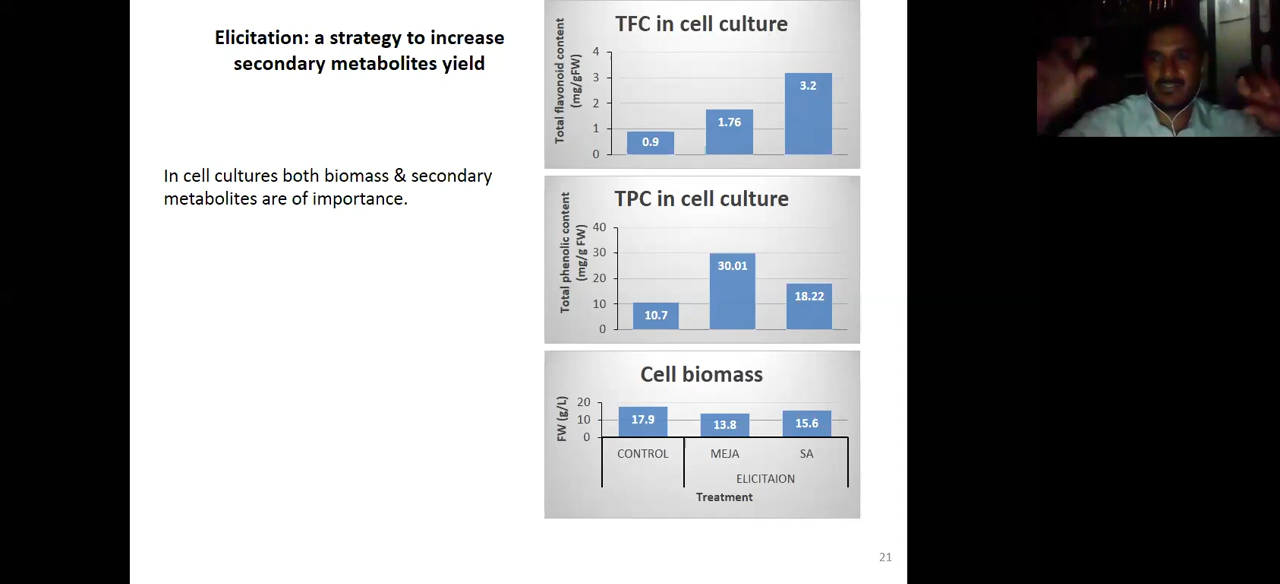 Elicitation: a strategy to increase
secondary metabolites yield
In cell cultures both biomass & secondary
metabolites are of importance.
TFC in cell culture
Total flavonoid content
(mg/gFW)
4
3
2
1
0
0.9
1.76
3.2
TPC in cell culture
Total phenolic content
(mg/g FW)
40
30
20
10
0
10.7
30.01
18.22
Cell biomass
FW (g/L)
20
10
0
17.9
13.8
15.6
CONTROL
MEJA
SA
ELICITAION
Treatment
21